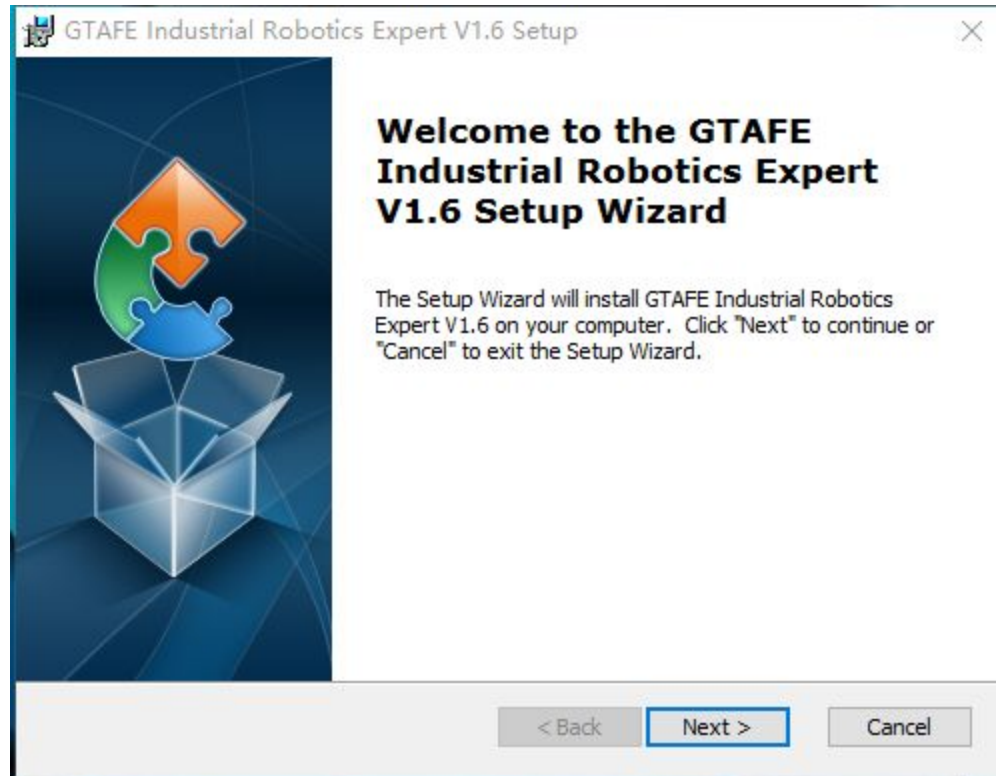 GTAFE Industrial Robotics Expert V1.6 Setup
Welcome to the GTAFE
Industrial Robotics Expert
V1.6 Setup Wizard
The Setup Wizard will install GTAFE Industrial Robotics
Expert V1.6 on your computer.  Click "Next" to continue or
"Cancel" to exit the Setup Wizard.
< Back
Next >
Cancel